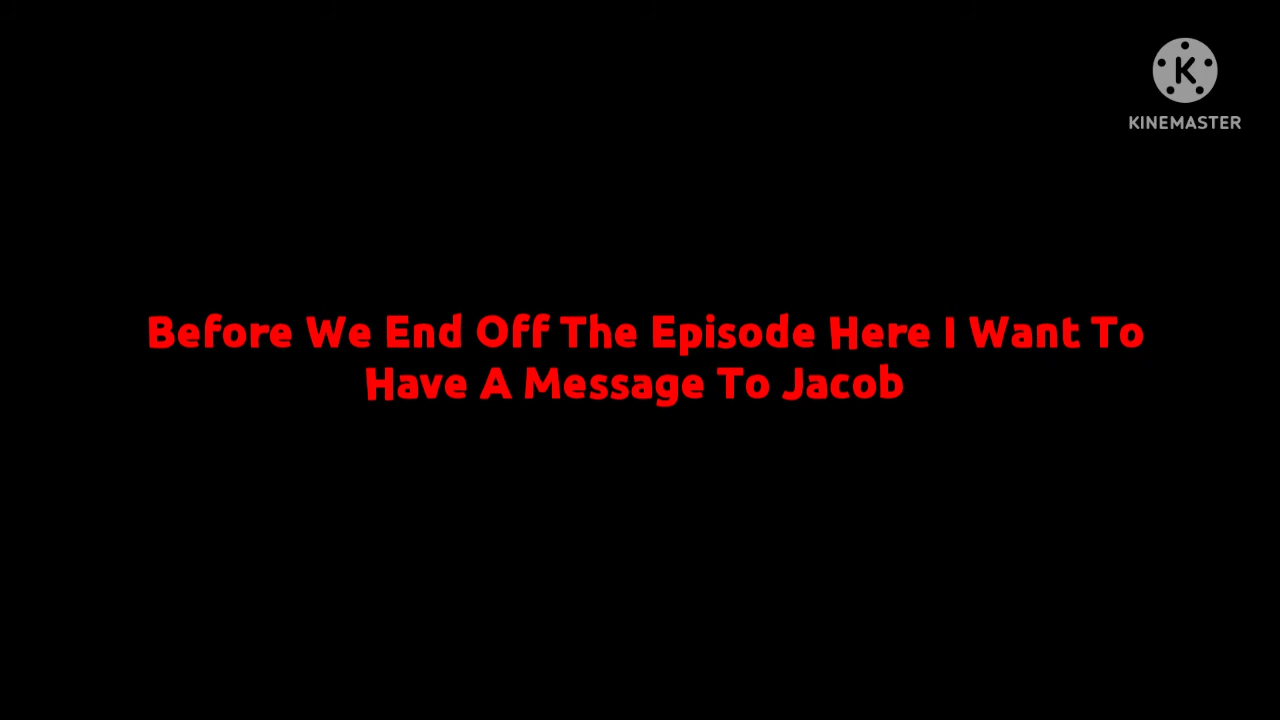 K
KINEMASTER
Before We End Off The Episode Here I Want To
Have A Message To Jacob